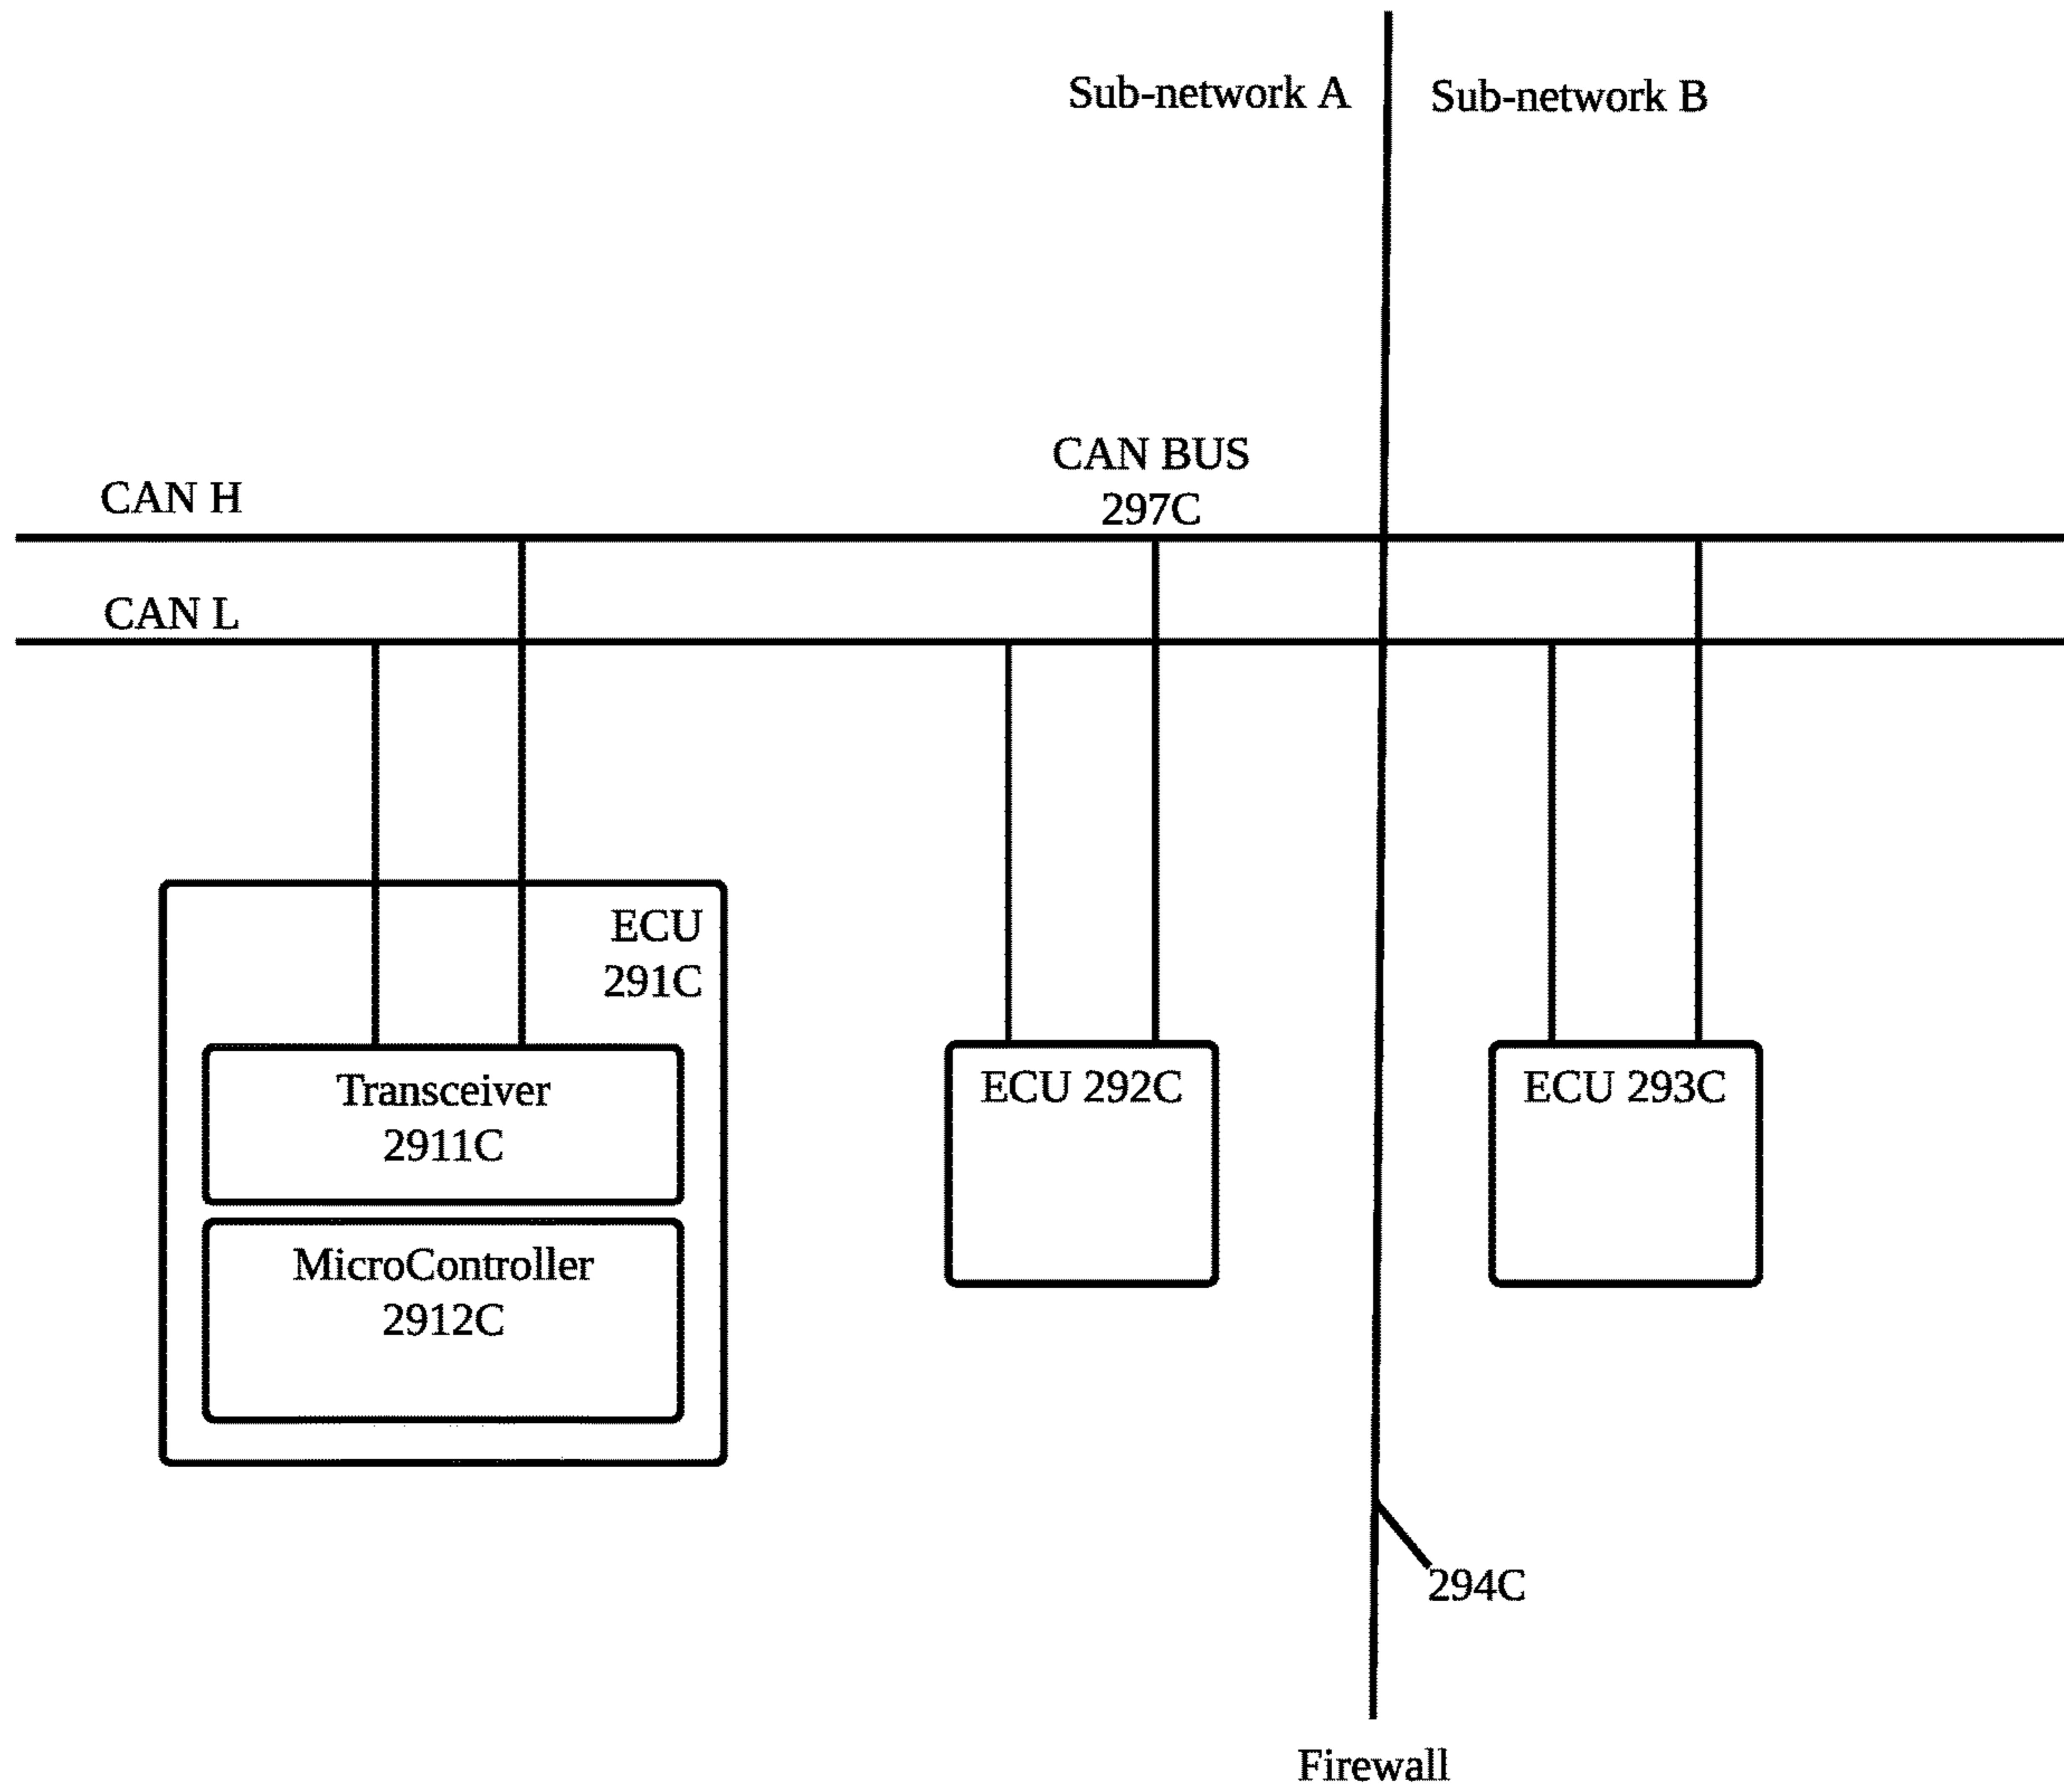 Sub-network A
Sub-network B
CAN BUS
297C
CAN H
CAN L
ECU
291C
Transceiver
2911C
MicroController
2912C
ECU 292C
ECU 293C
294C
Firewall